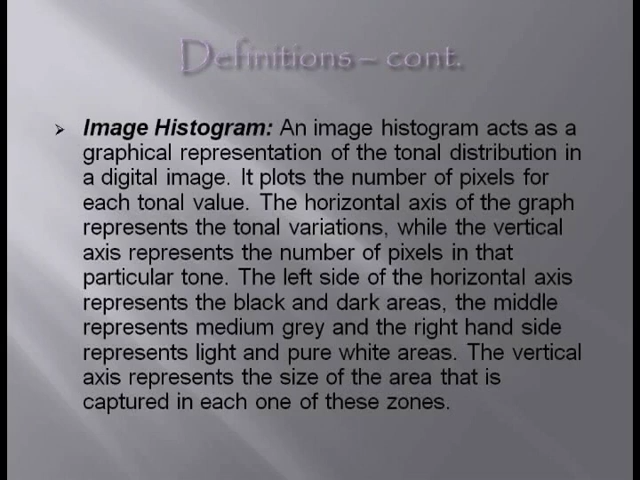 Definitions – cont.
➢ Image Histogram: An image histogram acts as a
graphical representation of the tonal distribution in
a digital image. It plots the number of pixels for
each tonal value. The horizontal axis of the graph
represents the tonal variations, while the vertical
axis represents the number of pixels in that
particular tone. The left side of the horizontal axis
represents the black and dark areas, the middle
represents medium grey and the right hand side
represents light and pure white areas. The vertical
axis represents the size of the area that is
captured in each one of these zones.